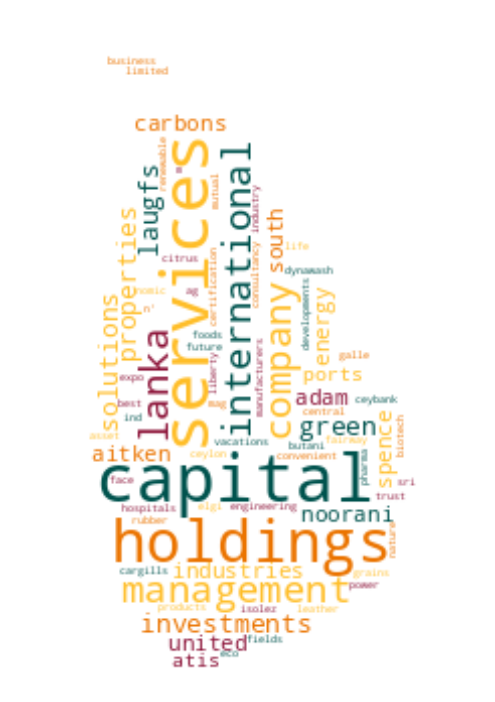 business
limited
carbons
services
international
laugfs
renewable
m
mutual
industry
south
properties
citrus
certification
consultancy
life
dynawash
solutions
nomic
ag
n'
company
developments
energy
lanka
foods
future
liberty
manufacturers
galle
ports
expo
best
ind
mag
adam
ceybank
central
green
asset
vacations
butani
fairway
spence
biotech
aitken
ceylon
convenient
pharma
capital
face
sri
trust
hospitals
eigi
engineering
noorani
rubber
holdings
nature
cargills
industries
grains
management
power
products
isolez
leather
investments
united
fields
atis
eco